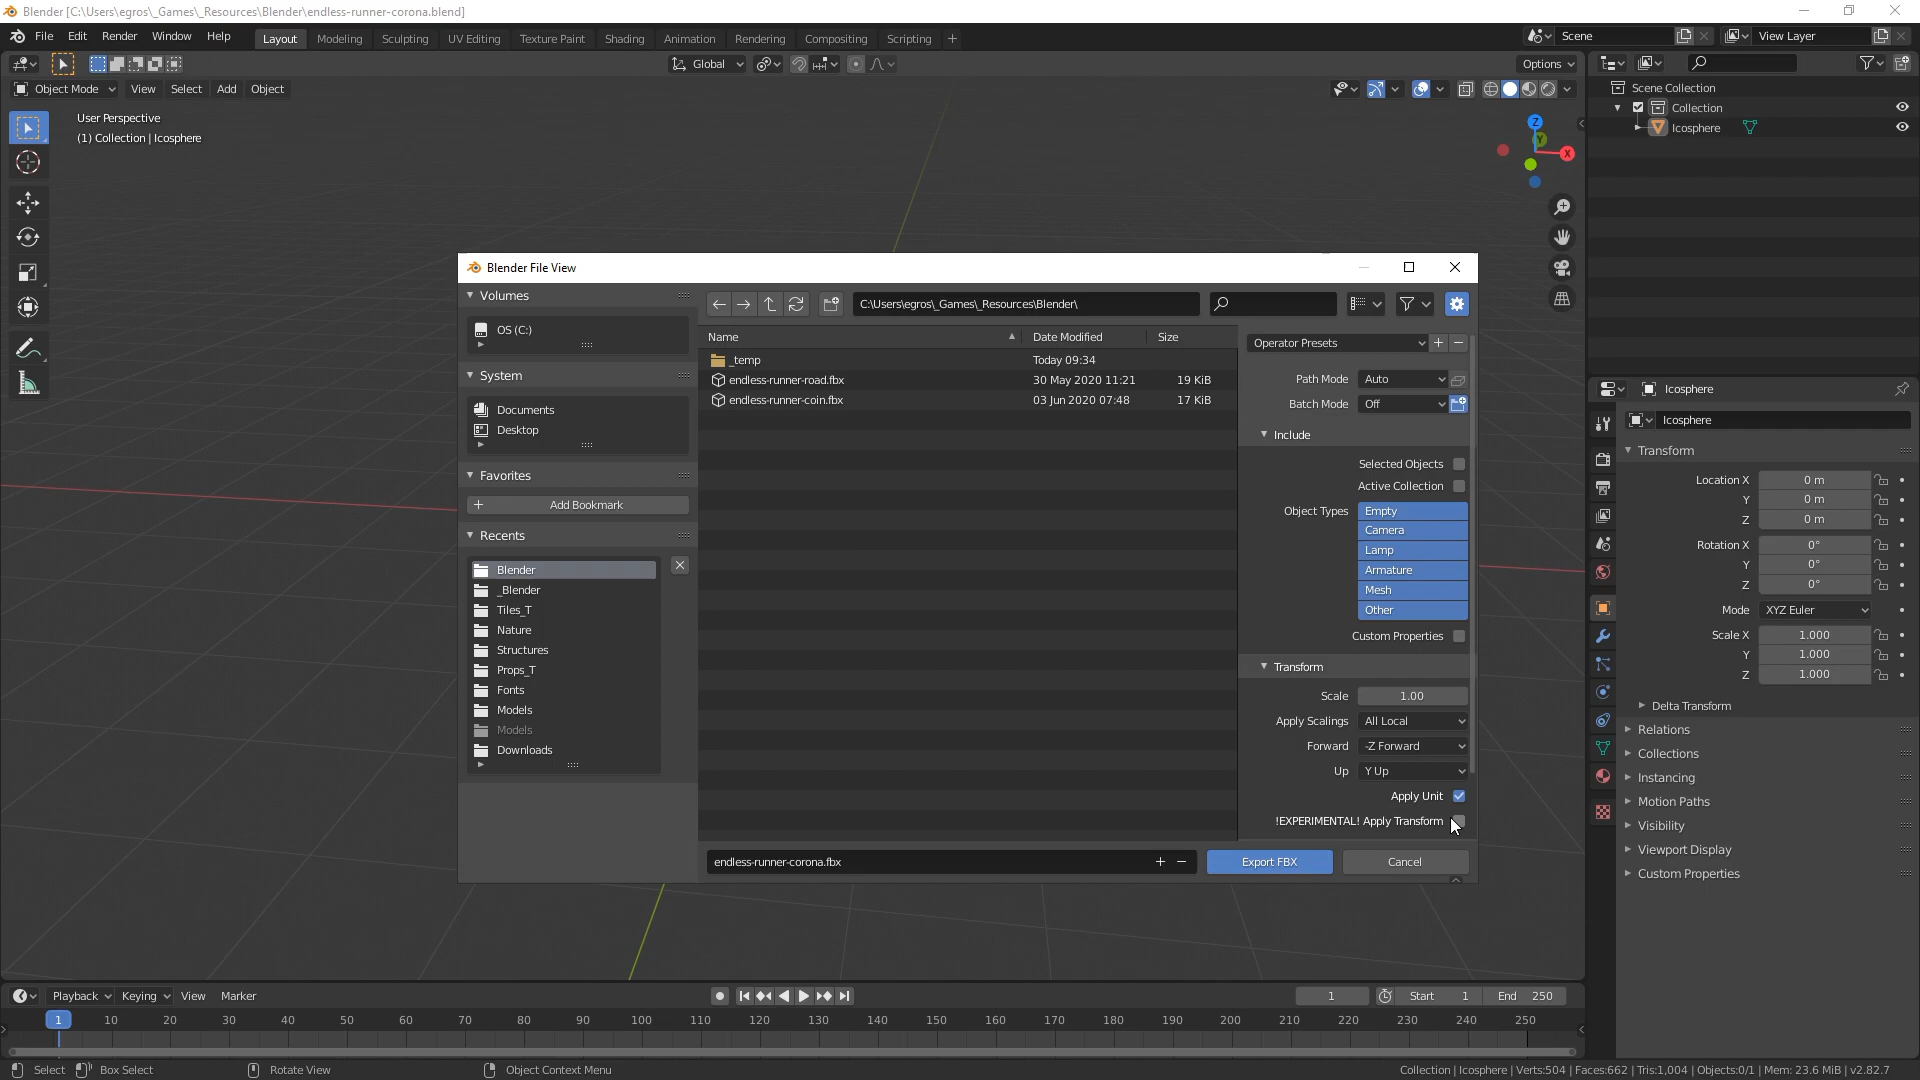 Blender [C:\Users\egros\_Games\_Resources\Blender\endless-runner-corona.blend]
File Edit Render Window Help
Layout Modeling Sculpting UV Editing Texture Paint Shading Animation Rendering Compositing Scripting +
Scene
View Layer
Global
Options
Object Mode View Select Add Object
User Perspective
(1) Collection | Icosphere
Z
Y
X
Scene Collection
Collection
Icosphere
Blender File View
Volumes
OS (C:)
System
Documents
Desktop
Favorites
+ Add Bookmark
Recents
Blender
_Blender
Tiles_T
Nature
Structures
Props_T
Fonts
Models
Models
Downloads
C:\Users\egros\_Games\_Resources\Blender\
Name Date Modified Size
_temp Today 09:34
endless-runner-road.fbx 30 May 2020 11:21 19 KiB
endless-runner-coin.fbx 03 Jun 2020 07:48 17 KiB
Operator Presets
Path Mode Auto
Batch Mode Off
Include
Selected Objects
Active Collection
Object Types Empty
Camera
Lamp
Armature
Mesh
Other
Custom Properties
Transform
Scale 1.00
Apply Scalings All Local
Forward -Z Forward
Up Y Up
Apply Unit
!EXPERIMENTAL! Apply Transform
endless-runner-corona.fbx + −
Export FBX
Cancel
Icosphere
Icosphere
Transform
Location X 0 m
Y 0 m
Z 0 m
Rotation X 0°
Y 0°
Z 0°
Mode XYZ Euler
Scale X 1.000
Y 1.000
Z 1.000
Delta Transform
Relations
Collections
Instancing
Motion Paths
Visibility
Viewport Display
Custom Properties
Playback Keying View Marker
1 Start 1 End 250
1 10 20 30 40 50 60 70 80 90 100 110 120 130 140 150 160 170 180 190 200 210 220 230 240 250
Select Box Select Rotate View Object Context Menu
Collection | Icosphere | Verts:504 | Faces:662 | Tris:1,004 | Objects:0/1 | Mem: 23.6 MiB | v2.82.7